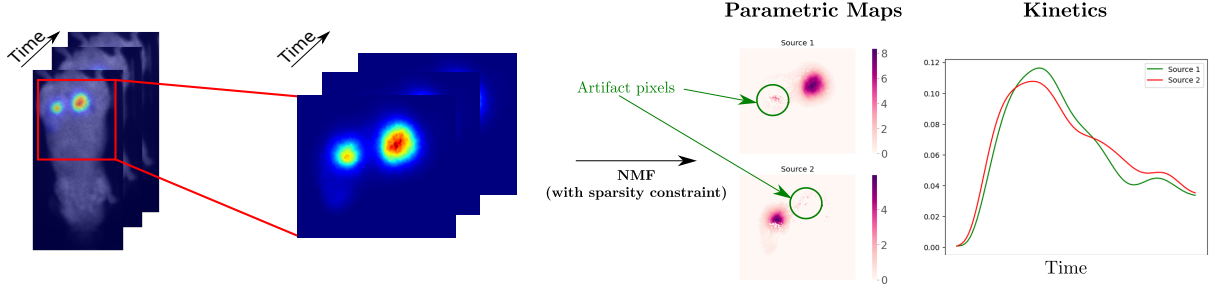 Parametric Maps
Kinetics
Time
Time
Source 1
8
6
4
2
0
Artifact pixels
NMF
(with sparsity constraint)
Source 2
4
2
0
0.12
0.10
0.08
0.06
0.04
0.02
0.00
Source 1
Source 2
Time